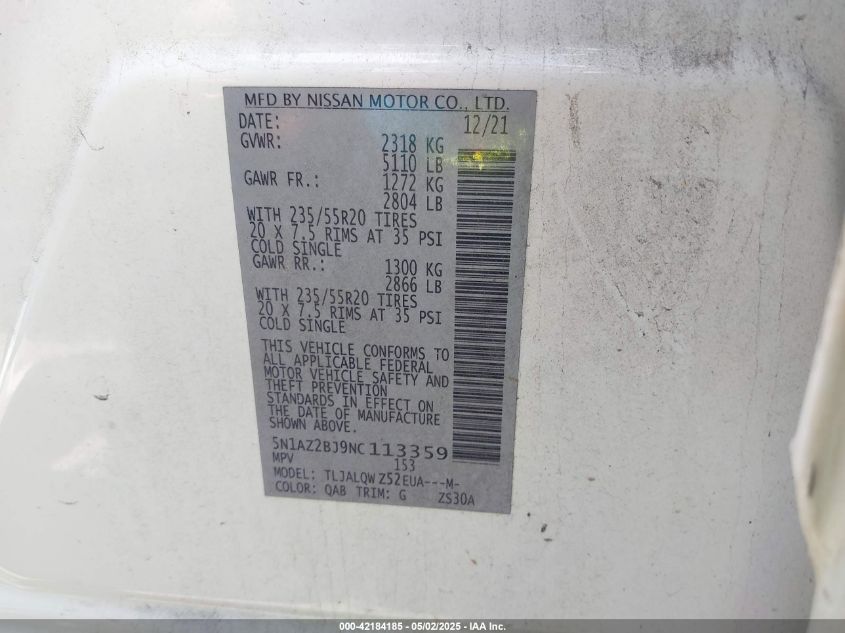 MFD BY NISSAN MOTOR CO., LTD.
DATE: 12/21
GVWR: 2318 KG
5110 LB
GAWR FR.: 1272 KG
2804 LB
WITH 235/55R20 TIRES
20 X 7.5 RIMS AT 35 PSI
COLD SINGLE
GAWR RR.: 1300 KG
2866 LB
WITH 235/55R20 TIRES
20 X 7.5 RIMS AT 35 PSI
COLD SINGLE
THIS VEHICLE CONFORMS TO
ALL APPLICABLE FEDERAL
MOTOR VEHICLE SAFETY AND
THEFT PREVENTION
STANDARDS IN EFFECT ON
THE DATE OF MANUFACTURE
SHOWN ABOVE.
5N1AZ2BJ9NC113359
MPV 153
MODEL: TLJALQW Z52EUA---M-
COLOR: QAB TRIM: G ZS30A
000-42184185 - 05/02/2025 - IAA Inc.